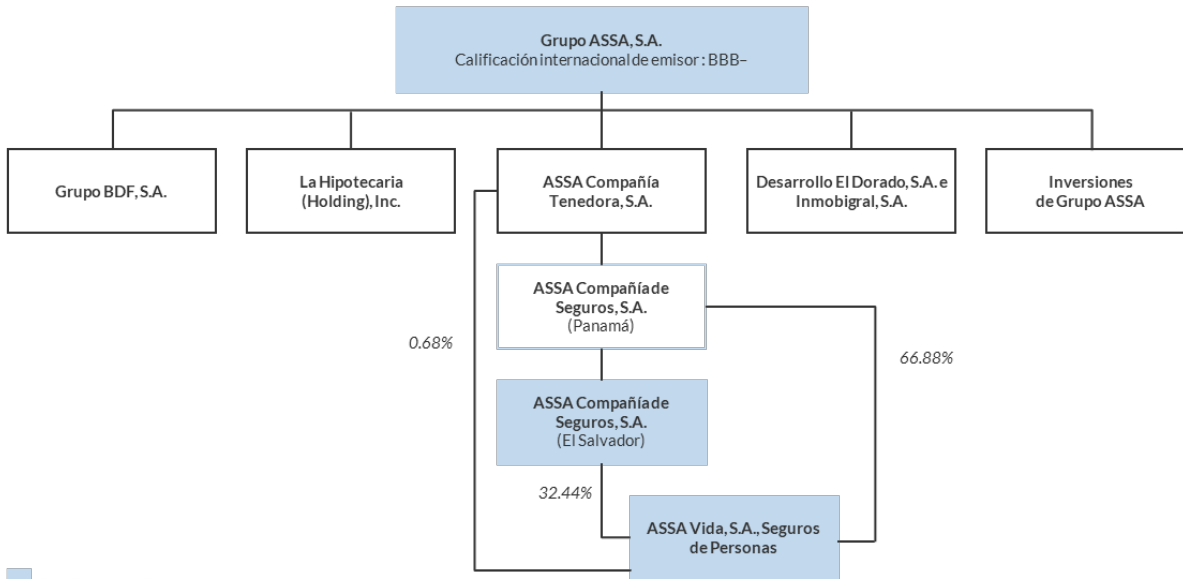 Grupo ASSA, S.A.
Calificación internacional de emisor : BBB–
Grupo BDF, S.A.
La Hipotecaria
(Holding), Inc.
ASSA Compañía
Tenedora, S.A.
Desarrollo El Dorado, S.A. e
Inmobigral, S.A.
Inversiones
de Grupo ASSA
ASSA Compañía de
Seguros, S.A.
(Panamá)
0.68%
66.88%
ASSA Compañía de
Seguros, S.A.
(El Salvador)
32.44%
ASSA Vida, S.A., Seguros
de Personas